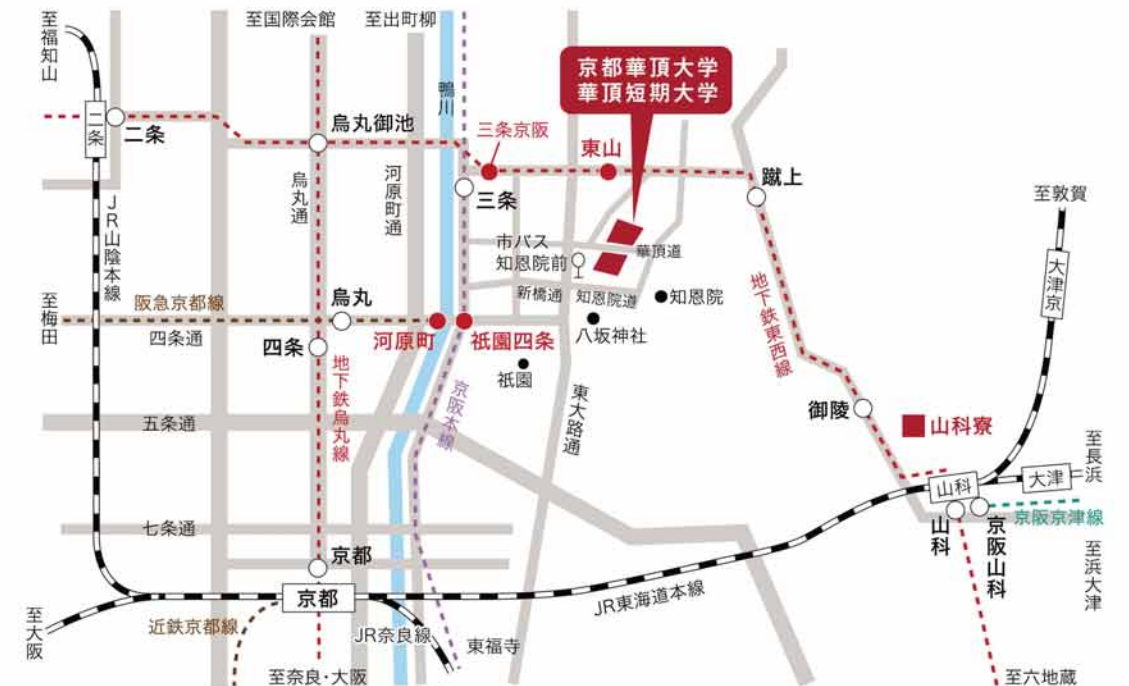 至福知山
至国際会館
至出町柳
京都華頂大学
華頂短期大学
鴨川
二条
二条
烏丸御池
三条京阪
東山
蹴上
至敦賀
烏丸通
河原町通
三条
JR山陰本線
市バス
知恩院前
華頂道
大津京
新橋通
知恩院道
知恩院
地下鉄東西線
至梅田
阪急京都線
烏丸
四条通
四条
河原町
祇園四条
八坂神社
祇園
地下鉄烏丸線
京阪本線
東大路通
御陵
山科寮
五条通
至長浜
山科
大津
七条通
山科
京阪山科
京阪京津線
京都
京都
至浜大津
JR東海道本線
至大阪
近鉄京都線
JR奈良線
東福寺
至奈良・大阪
至六地蔵